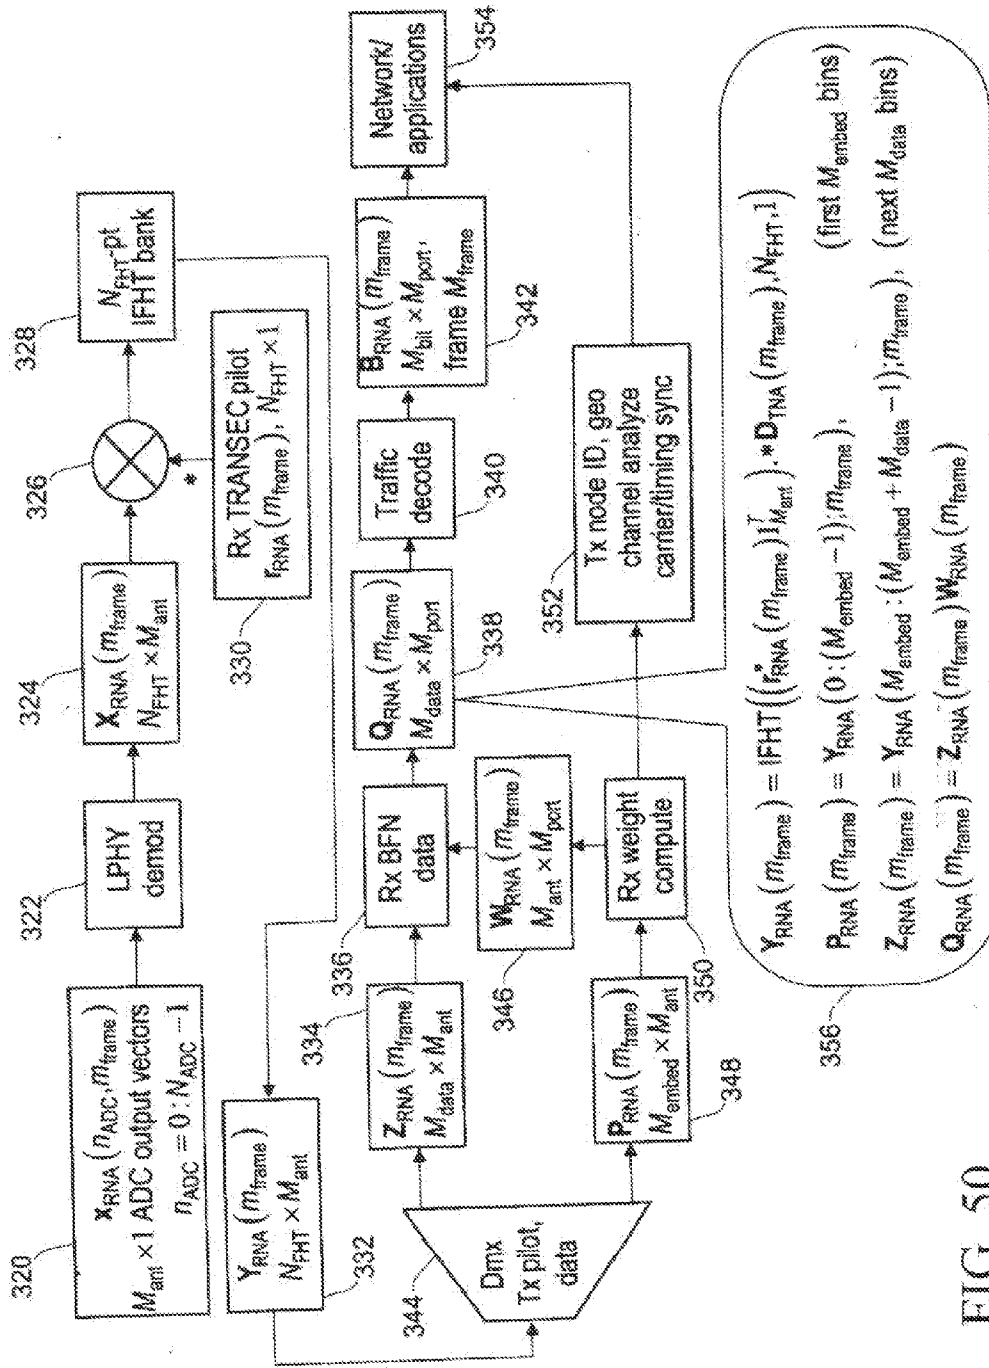 320
x_RNA(n_ADC, m_frame)
M_ant × 1 ADC output vectors
n_ADC = 0 : N_ADC − 1
322
LPHY
demod
324
X_RNA(m_frame)
N_FHT × M_ant
326
*
328
N_FHT-pt
IFHT bank
330
Rx TRANSEC pilot
r_RNA(m_frame), N_FHT × 1
Y_RNA(m_frame)
N_FHT × M_ant
332
344
Dmx
Tx pilot,
data
334
Z_RNA(m_frame)
M_data × M_ant
336
Rx BFN
data
Q_RNA(m_frame)
M_data × M_port
338
Traffic
decode
340
B_RNA(m_frame)
M_bit × M_port,
frame M_frame
342
Network/
applications
354
W_RNA(m_frame)
M_ant × M_port
346
P_RNA(m_frame)
M_embed × M_ant
348
Rx weight
compute
350
352
Tx node ID, geo
channel analyze
carrier/timing sync
Y_RNA(m_frame) = IFHT((r*_RNA(m_frame)1^T_M_ant).*D_TNA(m_frame), N_FHT, 1)
P_RNA(m_frame) = Y_RNA(0 : (M_embed − 1); m_frame), (first M_embed bins)
Z_RNA(m_frame) = Y_RNA(M_embed : (M_embed + M_data − 1); m_frame), (next M_data bins)
Q_RNA(m_frame) = Z_RNA(m_frame)W_RNA(m_frame)
356
FIG. 50